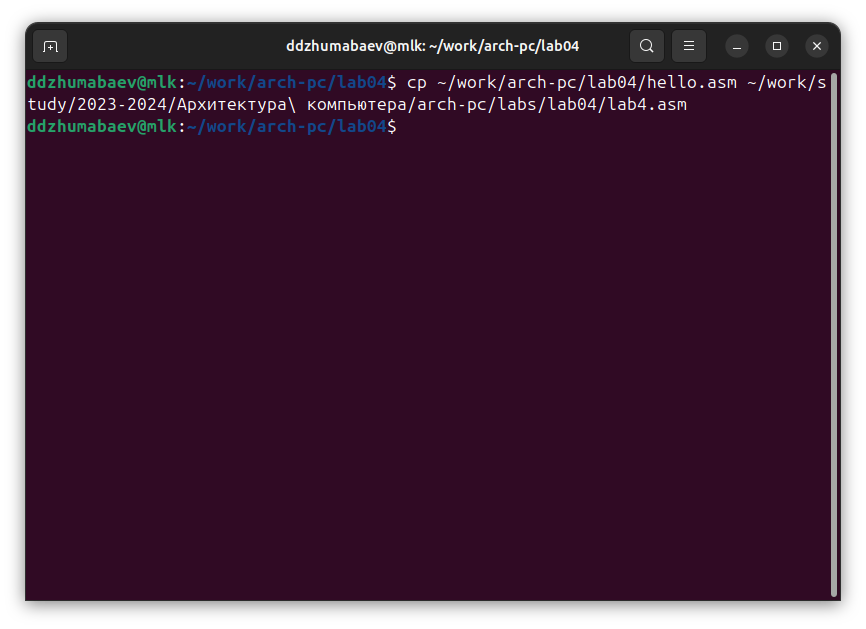 ddzhumabaev@mlk: ~/work/arch-pc/lab04
ddzhumabaev@mlk:~/work/arch-pc/lab04$ cp ~/work/arch-pc/lab04/hello.asm ~/work/s
tudy/2023-2024/Архитектура\ компьютера/arch-pc/labs/lab04/lab4.asm
ddzhumabaev@mlk:~/work/arch-pc/lab04$